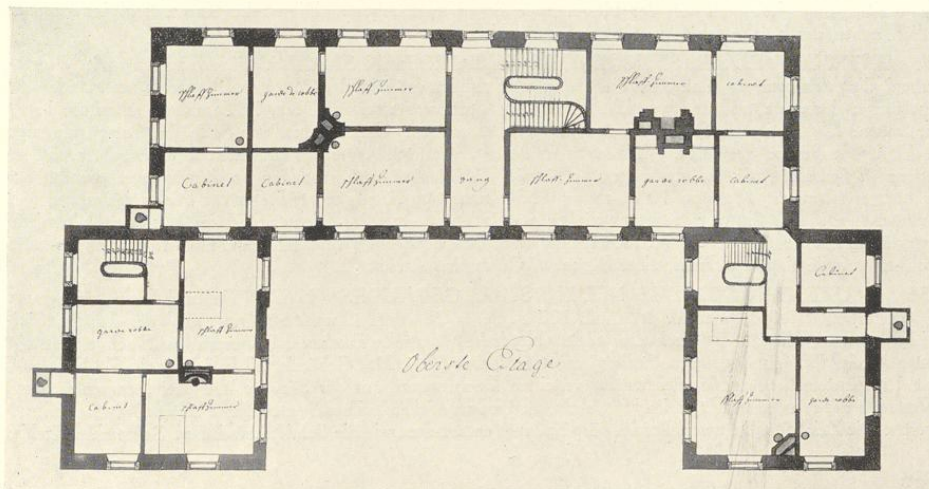 Schlaff Zimmer
garde robbe
Schlaff Zimmer
Schlaff Zimmer
cabinet
Cabinet
Cabinet
Schlaff Zimmer
gang
Schlaff Zimmer
garde robbe
cabinet
garde robbe
Schlaff Zimmer
cabinet
Schlaff Zimmer
Cabinet
Schlaff Zimmer
garde robbe
Oberste Etage